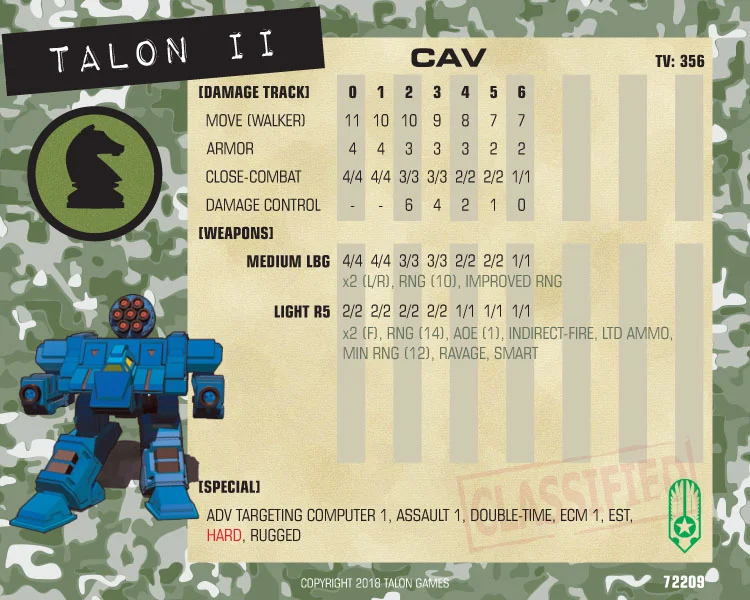 TALON II
CAV
TV: 356
[DAMAGE TRACK] 0 1 2 3 4 5 6
MOVE (WALKER) 11 10 10 9 8 7 7
ARMOR 4 4 3 3 3 2 2
CLOSE-COMBAT 4/4 4/4 3/3 3/3 2/2 2/2 1/1
DAMAGE CONTROL - - 6 4 2 1 0
[WEAPONS]
MEDIUM LBG 4/4 4/4 3/3 3/3 2/2 2/2 1/1
x2 (L/R), RNG (10), IMPROVED RNG
LIGHT R5 2/2 2/2 2/2 2/2 1/1 1/1 1/1
x2 (F), RNG (14), AOE (1), INDIRECT-FIRE, LTD AMMO,
MIN RNG (12), RAVAGE, SMART
CLASSIFIED
[SPECIAL]
ADV TARGETING COMPUTER 1, ASSAULT 1, DOUBLE-TIME, ECM 1, EST,
HARD, RUGGED
COPYRIGHT 2018 TALON GAMES
72209